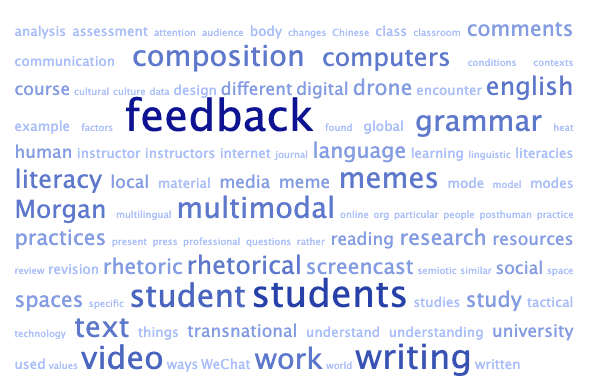 analysis assessment attention audience body changes Chinese class classroom comments
communication composition computers conditions contexts
course cultural culture data design different digital drone encounter english
example factors feedback found global grammar heat
human instructor instructors internet journal language learning linguistic literacies
literacy local material media meme memes mode model modes
Morgan multilingual multimodal online org particular people posthuman practice
practices present press professional questions rather reading research resources
review revision rhetoric rhetorical screencast semiotic similar social space
spaces specific student students studies study tactical
technology text things transnational understand understanding university
used values video ways WeChat work world writing written